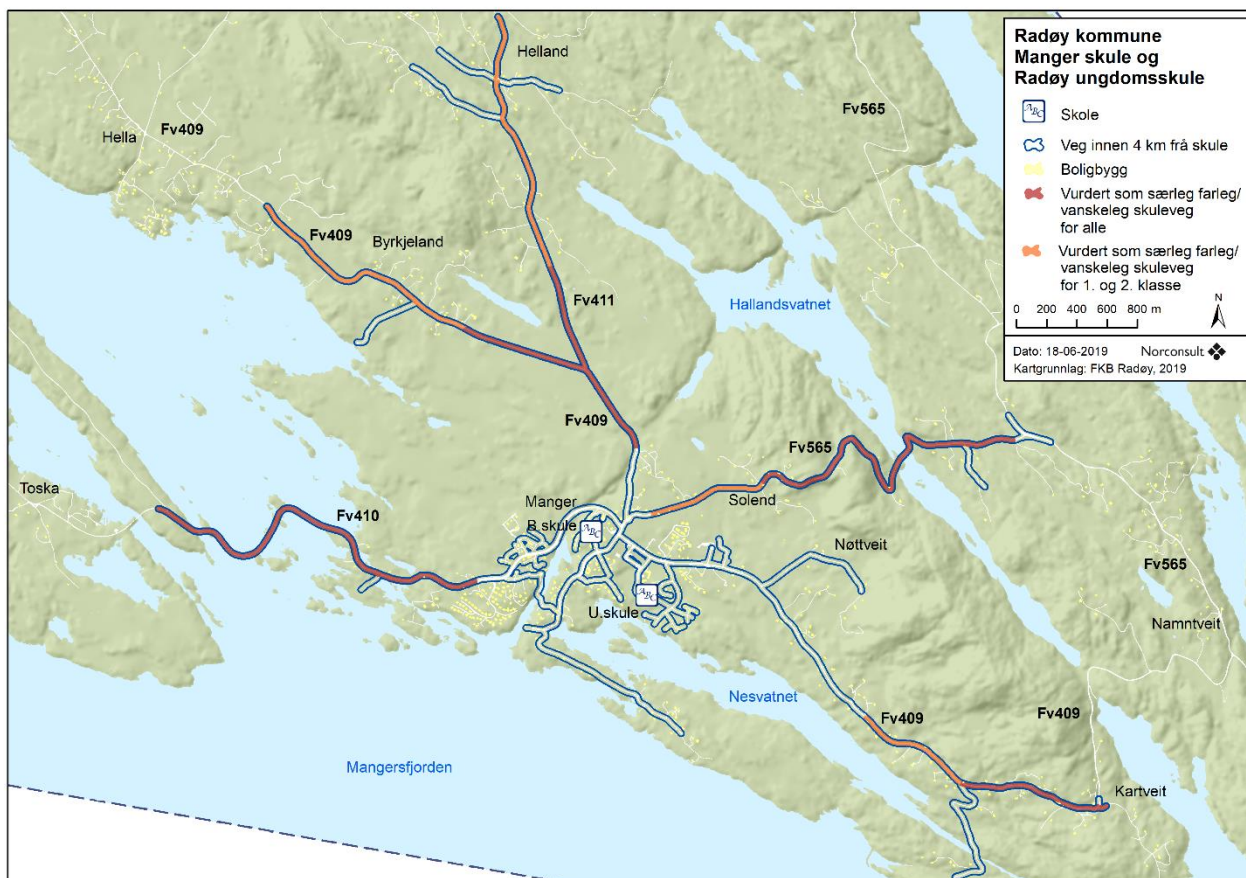 Radøy kommune
Manger skule og
Radøy ungdomsskule
ABC
Skole
Veg innen 4 km frå skule
Boligbygg
Vurdert som særleg farleg/
vanskeleg skuleveg
for alle
Vurdert som særleg farleg/
vanskeleg skuleveg
for 1. og 2. klasse
N
0 200 400 600 800 m
Dato: 18-06-2019 Norconsult
Kartgrunnlag: FKB Radøy, 2019
Helland
Fv565
Fv409
Hella
Fv409
Byrkjeland
Fv411
Hallandsvatnet
Fv409
Fv565
Toska
Manger
Solend
Fv410
B.skule
ABC
Nøttveit
Fv565
ABC
U.skule
Namntveit
Nesvatnet
Fv409
Fv409
Mangersfjorden
Kartveit